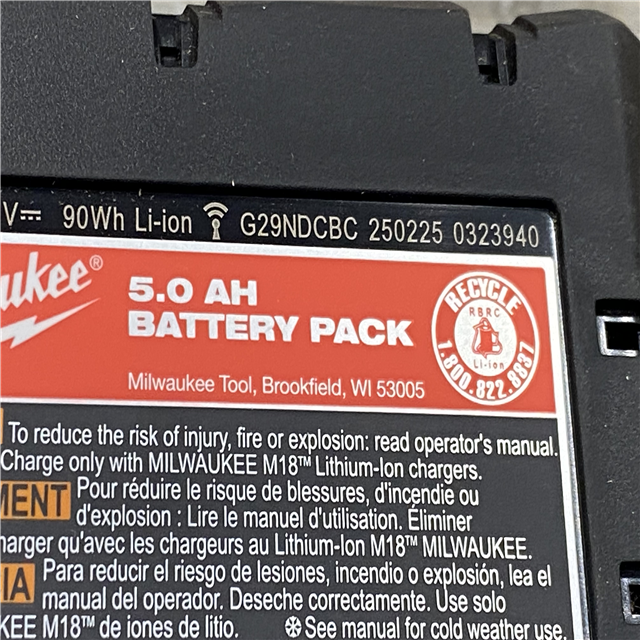 V⎓ 90Wh Li-ion G29NDCBC 250225 0323940
ukee®
5.0 AH
BATTERY PACK
Milwaukee Tool, Brookfield, WI 53005
RECYCLE
RBRC
Li-ion
1.800.822.8837
To reduce the risk of injury, fire or explosion: read operator's manual.
Charge only with MILWAUKEE M18™ Lithium-Ion chargers.
MENT Pour réduire le risque de blessures, d'incendie ou
d'explosion : Lire le manuel d'utilisation. Éliminer
harger qu'avec les chargeurs au Lithium-Ion M18™ MILWAUKEE.
IA Para reducir el riesgo de lesiones, incendio o explosión, lea el
manual del operador. Deseche correctamente. Use solo
KEE M18™ de iones de litio. ❄See manual for cold weather use.